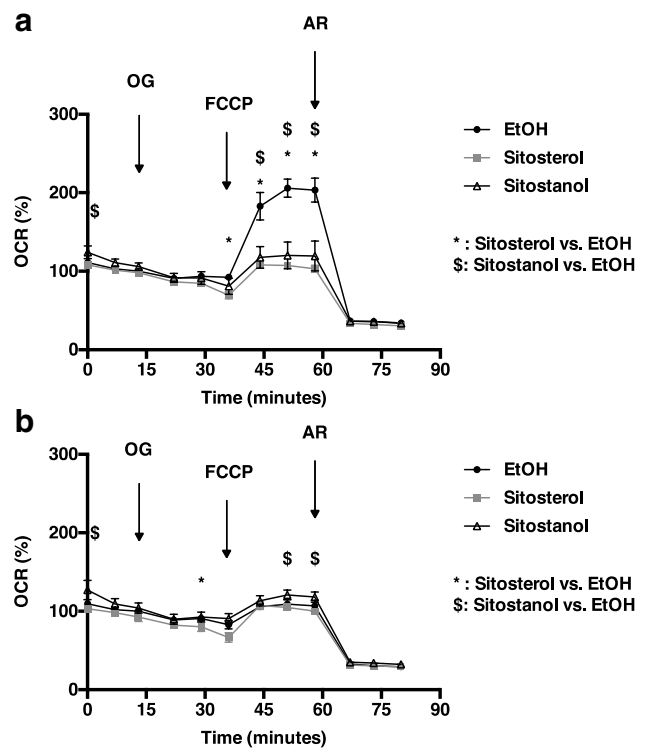 a
AR
OG
FCCP
300
200
100
0
OCR (%)
$
*
$
*
$
*
$
*
0 15 30 45 60 75 90
Time (minutes)
EtOH
Sitosterol
Sitostanol
* : Sitosterol vs. EtOH
$: Sitostanol vs. EtOH
b
AR
OG
FCCP
300
200
100
0
OCR (%)
$
*
$
$
0 15 30 45 60 75 90
Time (minutes)
EtOH
Sitosterol
Sitostanol
* : Sitosterol vs. EtOH
$: Sitostanol vs. EtOH